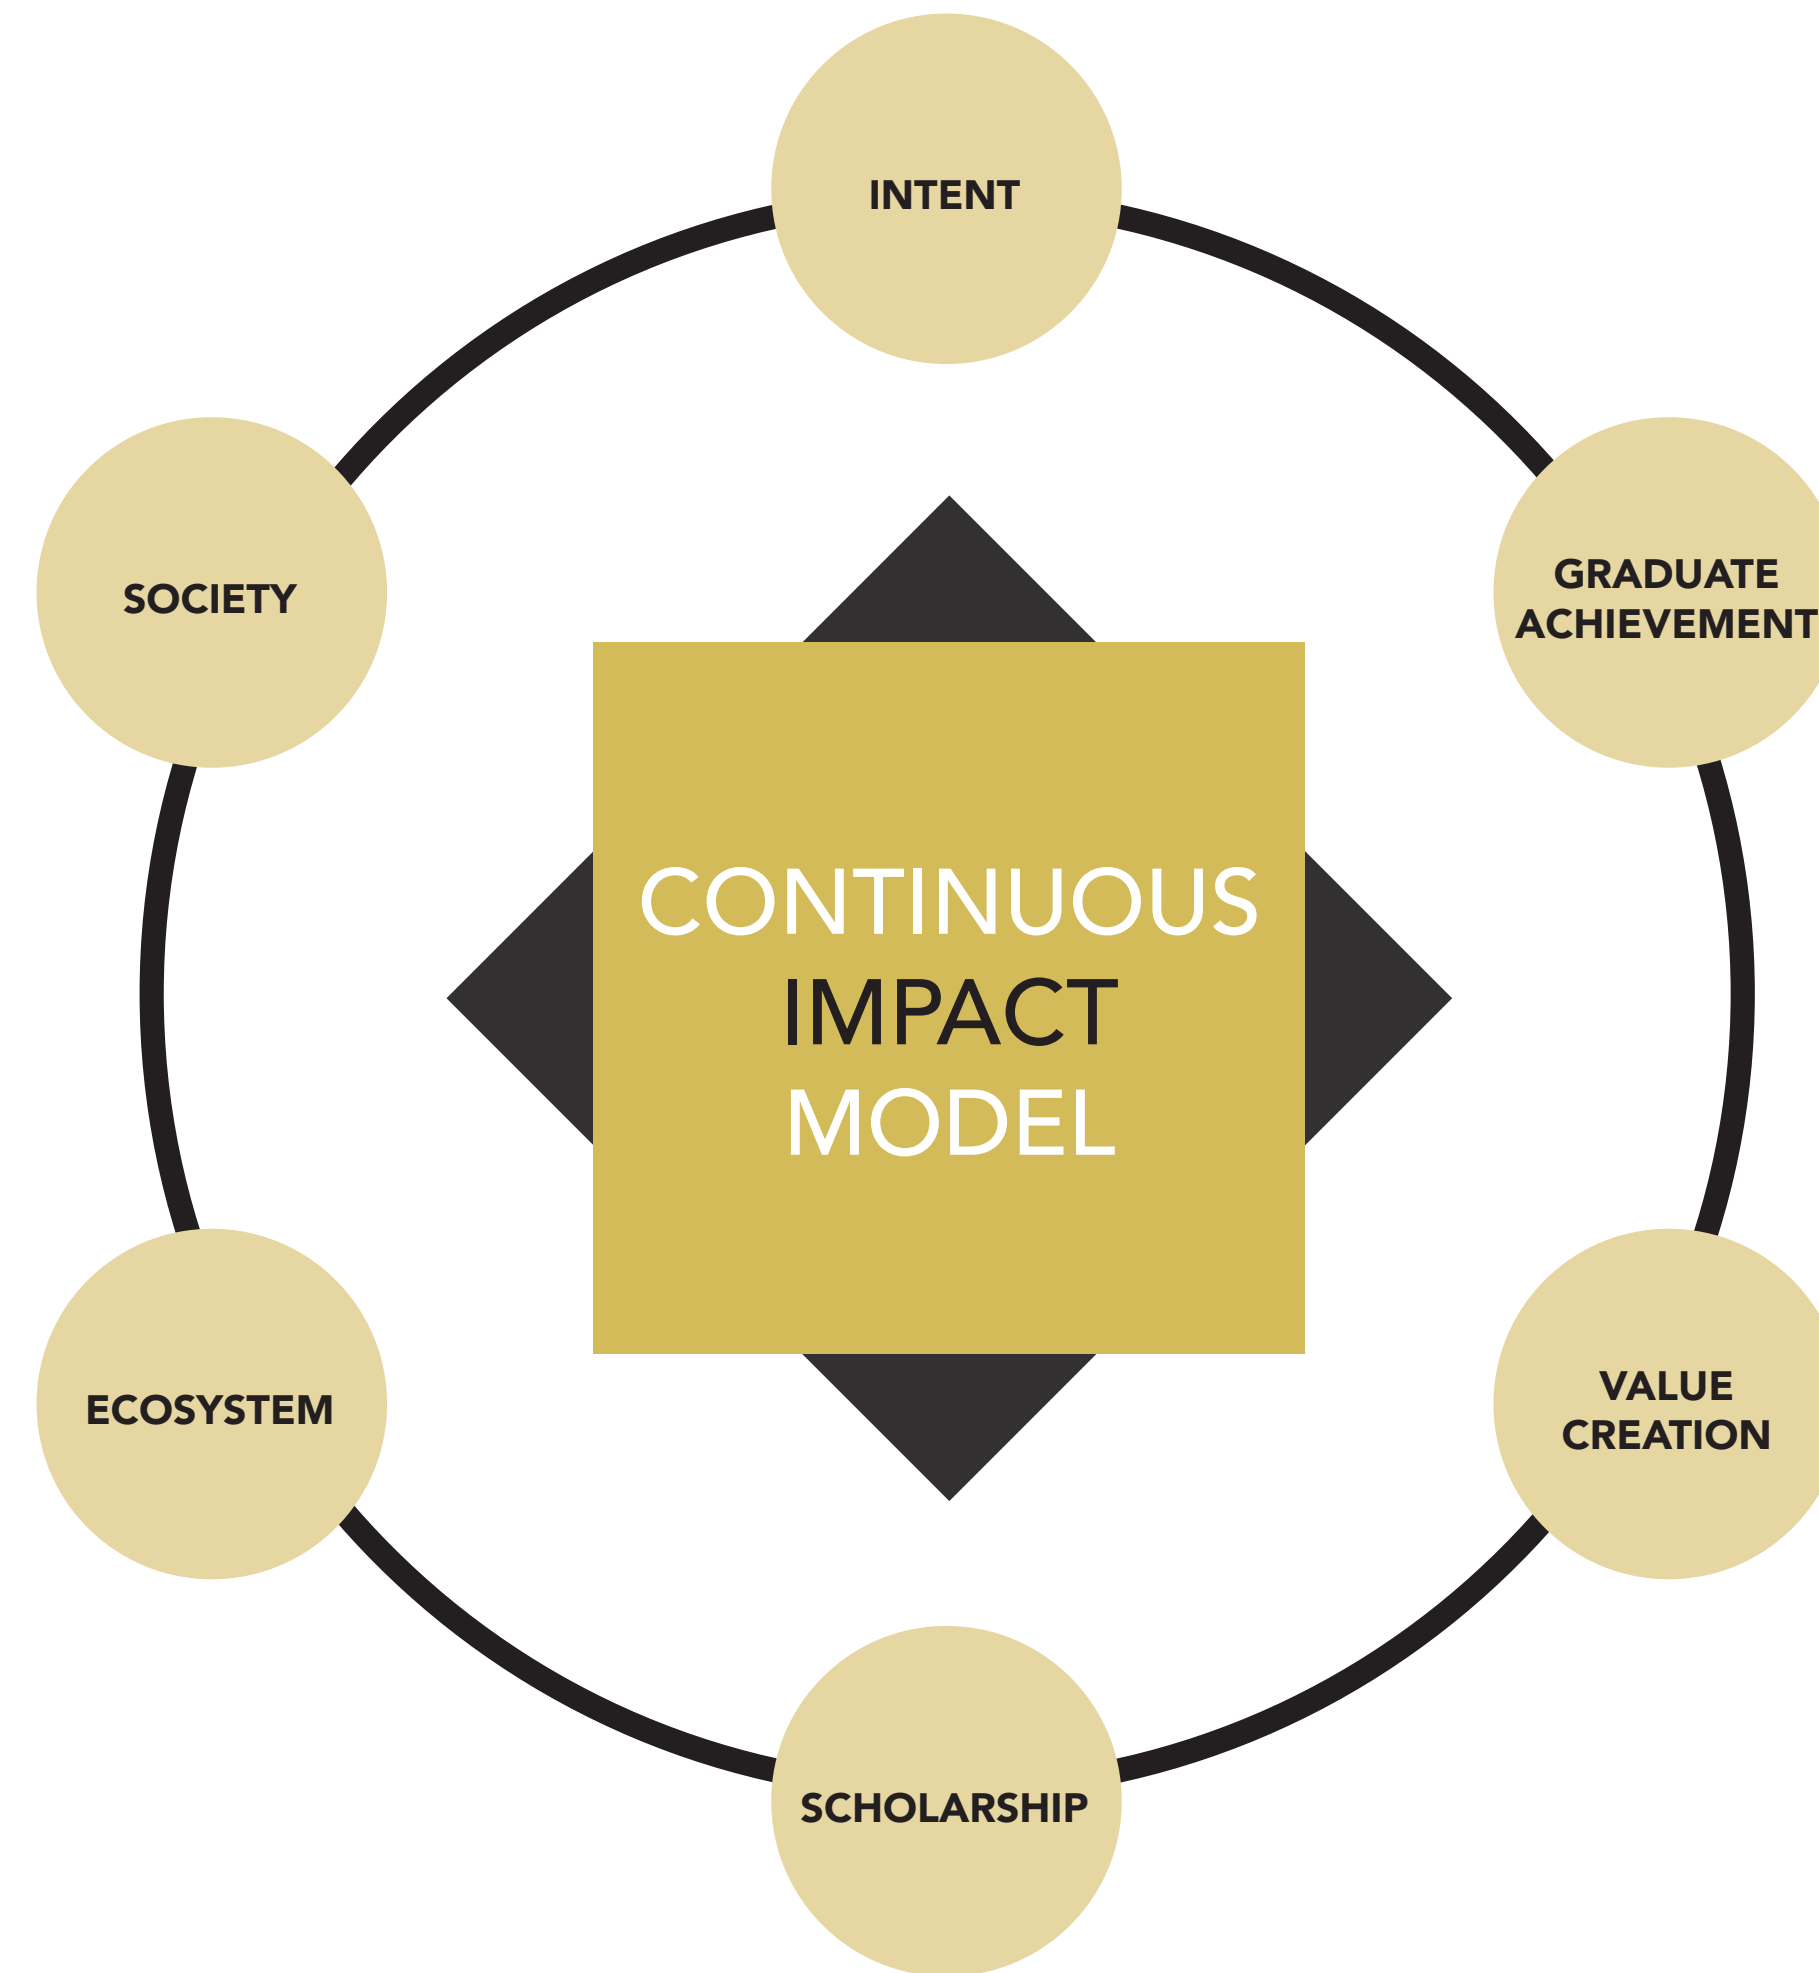 INTENT
GRADUATE
ACHIEVEMENT
VALUE
CREATION
SCHOLARSHIP
ECOSYSTEM
SOCIETY
CONTINUOUS
IMPACT
MODEL